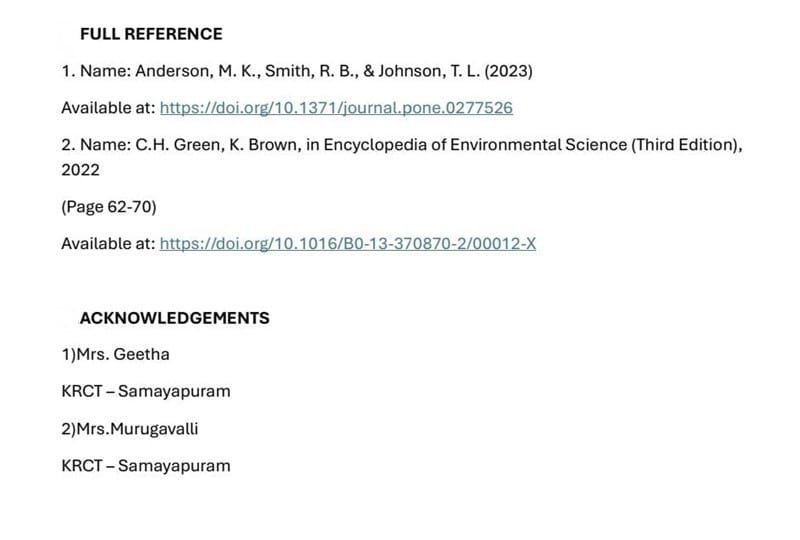 FULL REFERENCE
1. Name: Anderson, M. K., Smith, R. B., & Johnson, T. L. (2023)
Available at: https://doi.org/10.1371/journal.pone.0277526
2. Name: C.H. Green, K. Brown, in Encyclopedia of Environmental Science (Third Edition),
2022
(Page 62-70)
Available at: https://doi.org/10.1016/B0-13-370870-2/00012-X
ACKNOWLEDGEMENTS
1)Mrs. Geetha
KRCT – Samayapuram
2)Mrs.Murugavalli
KRCT – Samayapuram